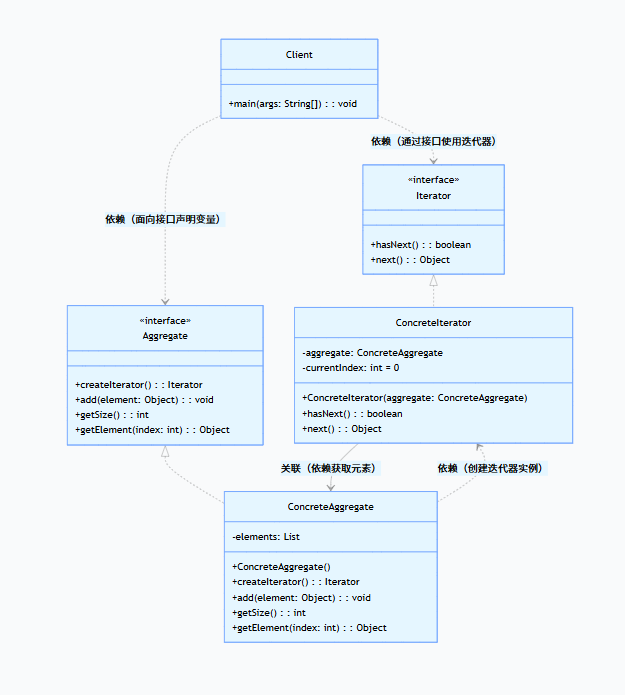 Client
+main(args: String[]) : : void
依赖（通过接口使用迭代器）
«interface»
Iterator
+hasNext() : : boolean
+next() : : Object
依赖（面向接口声明变量）
«interface»
Aggregate
+createIterator() : : Iterator
+add(element: Object) : : void
+getSize() : : int
+getElement(index: int) : : Object
ConcreteIterator
-aggregate: ConcreteAggregate
-currentIndex: int = 0
+ConcreteIterator(aggregate: ConcreteAggregate)
+hasNext() : : boolean
+next() : : Object
关联（依赖获取元素）
依赖（创建迭代器实例）
ConcreteAggregate
-elements: List
+ConcreteAggregate()
+createIterator() : : Iterator
+add(element: Object) : : void
+getSize() : : int
+getElement(index: int) : : Object